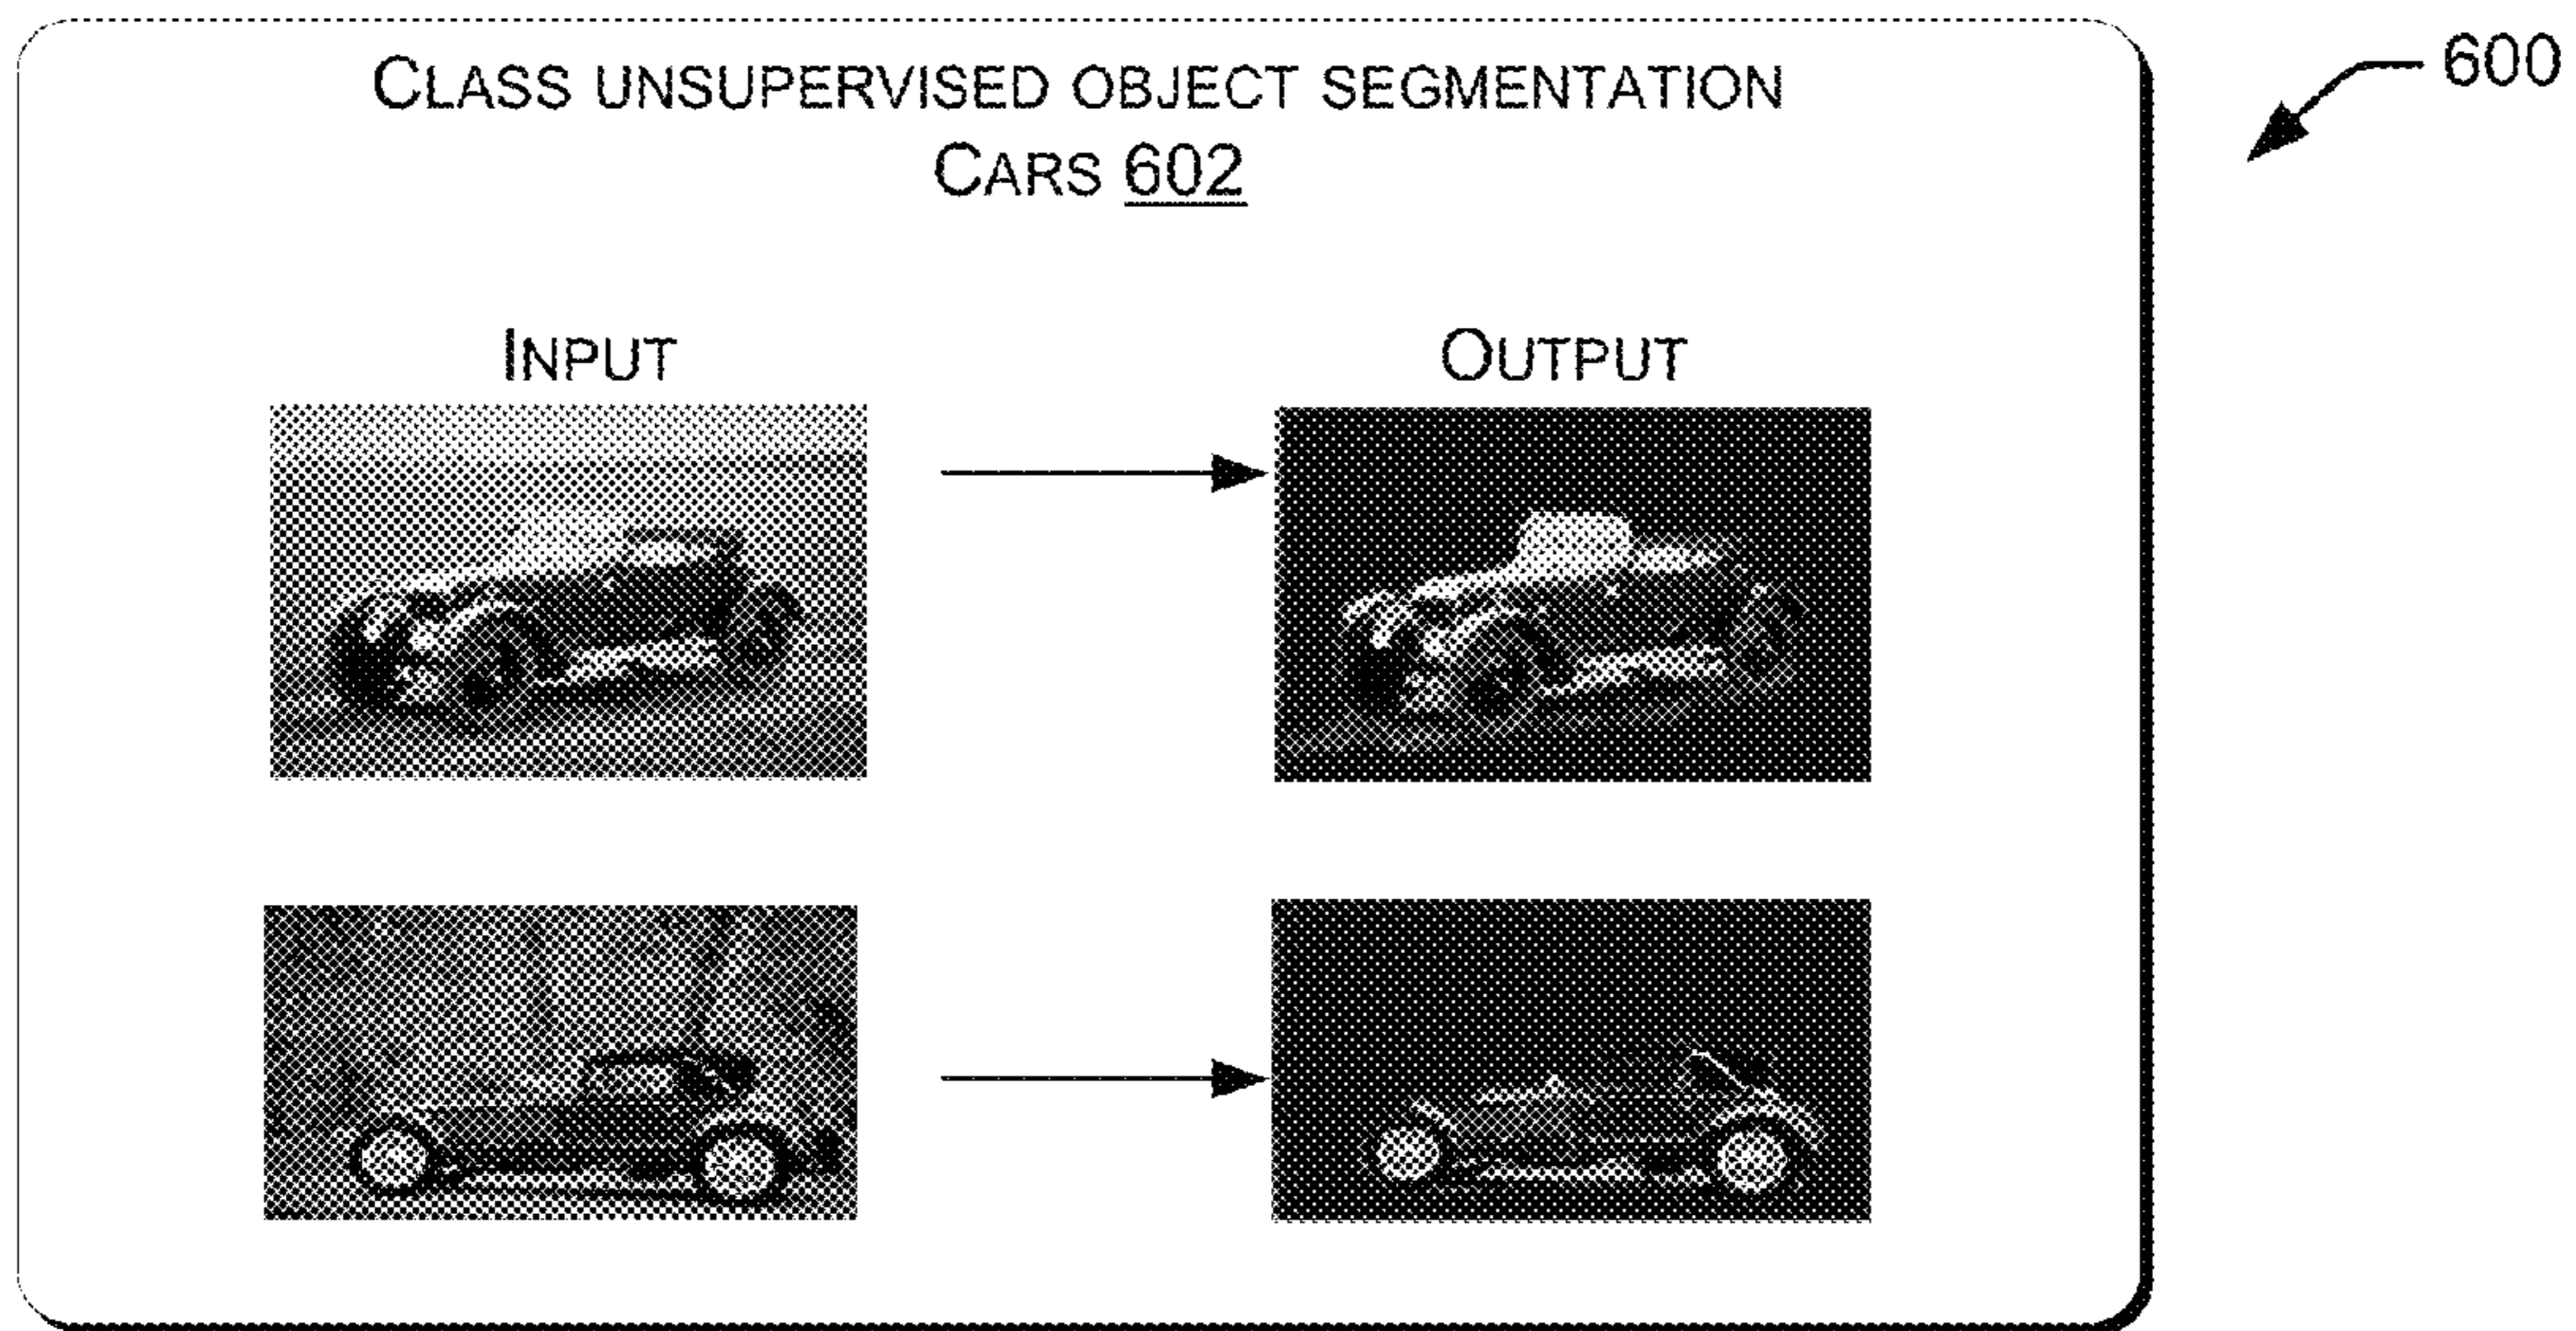 CLASS UNSUPERVISED OBJECT SEGMENTATION
CARS 602
600
INPUT
OUTPUT